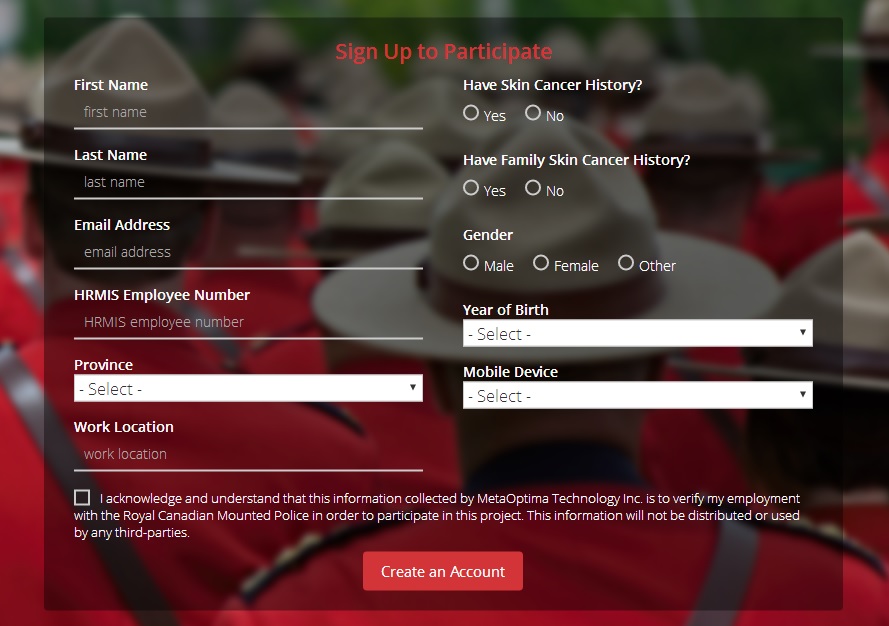 Sign Up to Participate
First Name
first name
Last Name
last name
Email Address
email address
HRMIS Employee Number
HRMIS employee number
Province
- Select -
Work Location
work location
Have Skin Cancer History?
Yes No
Have Family Skin Cancer History?
Yes No
Gender
Male Female Other
Year of Birth
- Select -
Mobile Device
- Select -
I acknowledge and understand that this information collected by MetaOptima Technology Inc. is to verify my employment
with the Royal Canadian Mounted Police in order to participate in this project. This information will not be distributed or used
by any third-parties.
Create an Account